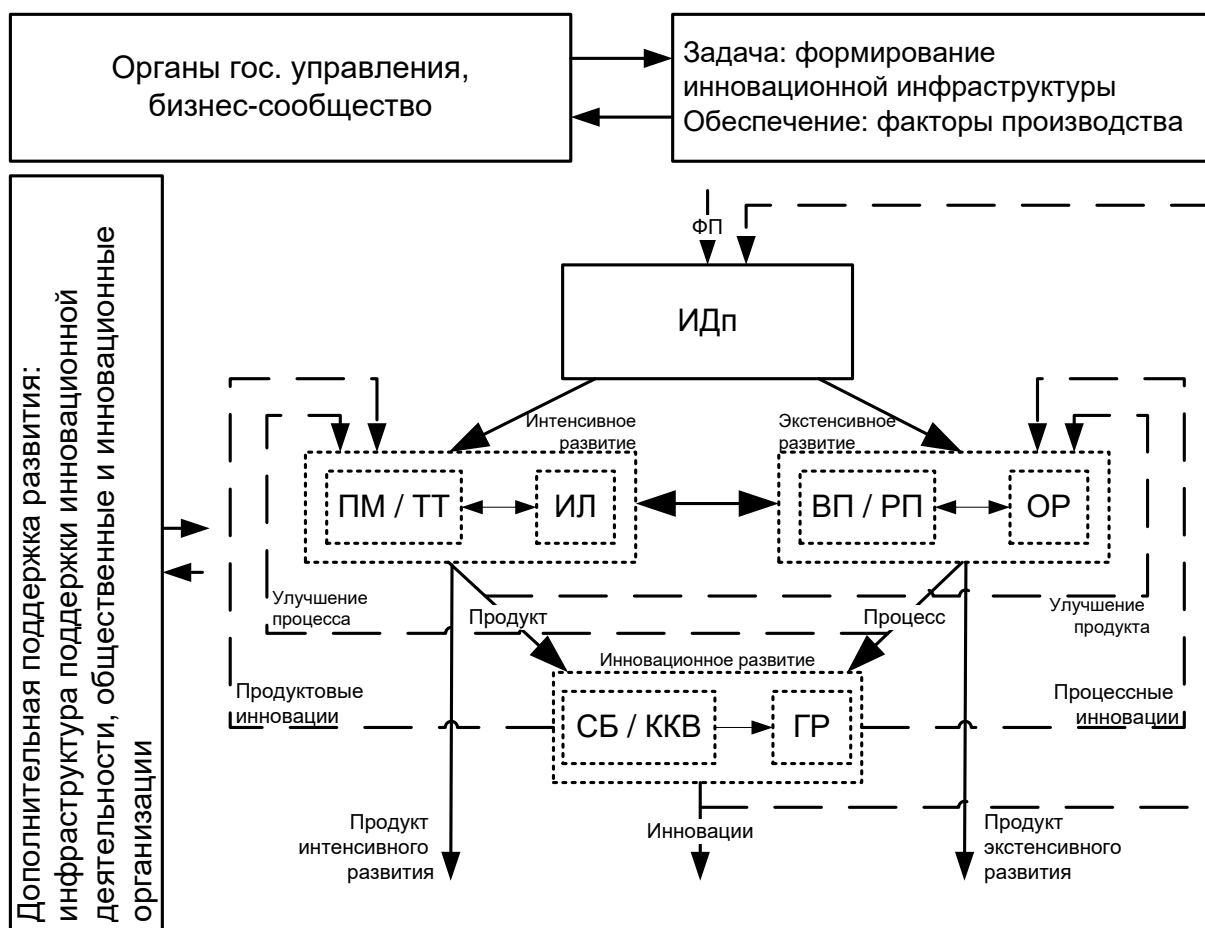 Органы гос. управления,
бизнес-сообщество
Задача: формирование
инновационной инфраструктуры
Обеспечение: факторы производства
Дополнительная поддержка развития:
инфраструктура поддержки инновационной
деятельности, общественные и инновационные
организации
ФП
ИДп
Интенсивное
развитие
Экстенсивное
развитие
ПМ / ТТ
ИЛ
ВП / РП
ОР
Улучшение
процесса
Продукт
Процесс
Улучшение
продукта
Инновационное развитие
Продуктовые
инновации
СБ / ККВ
ГР
Процессные
инновации
Продукт
интенсивного
развития
Инновации
Продукт
экстенсивного
развития